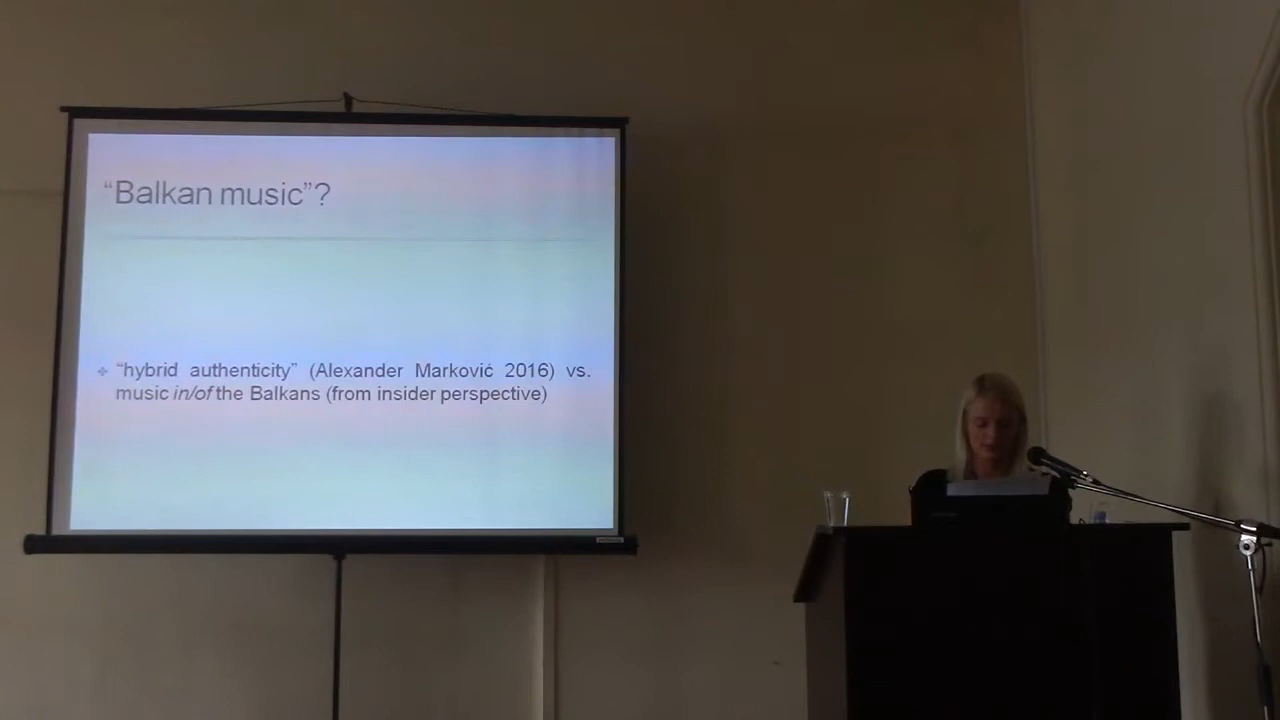 “Balkan music”?
“hybrid authenticity” (Alexander Marković 2016) vs.
music in/of the Balkans (from insider perspective)